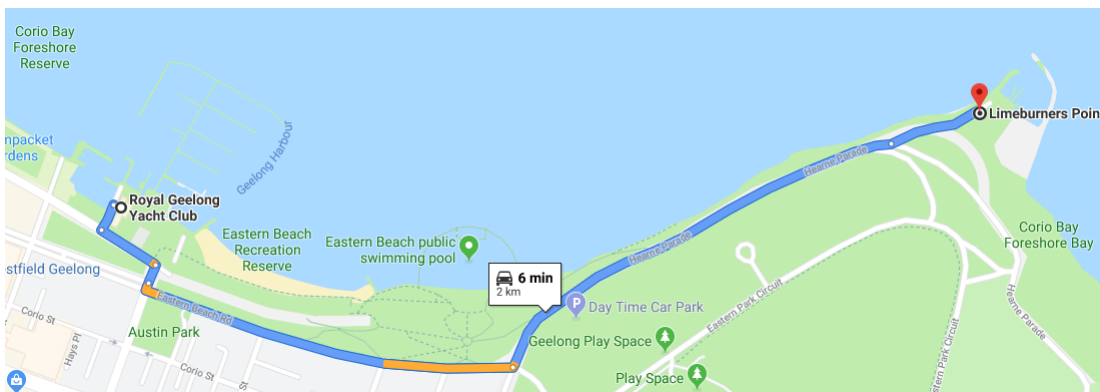 Corio Bay
Foreshore
Reserve
mpacket
rdens
Geelong Harbour
Royal Geelong
Yacht Club
Eastern Beach
Recreation
Reserve
Eastern Beach public
swimming pool
estfield Geelong
Eastern Beach Rd
Austin Park
Corio St
Hays Pl
Corio St
6 min
2 km
P
Day Time Car Park
Geelong Play Space
Play Space
Hearne Parade
Hearne Parade
Limeburners Poin
Corio Bay
Foreshore Bay
Hearne Parade
Eastern Park Circuit
Eastern Park Circuit